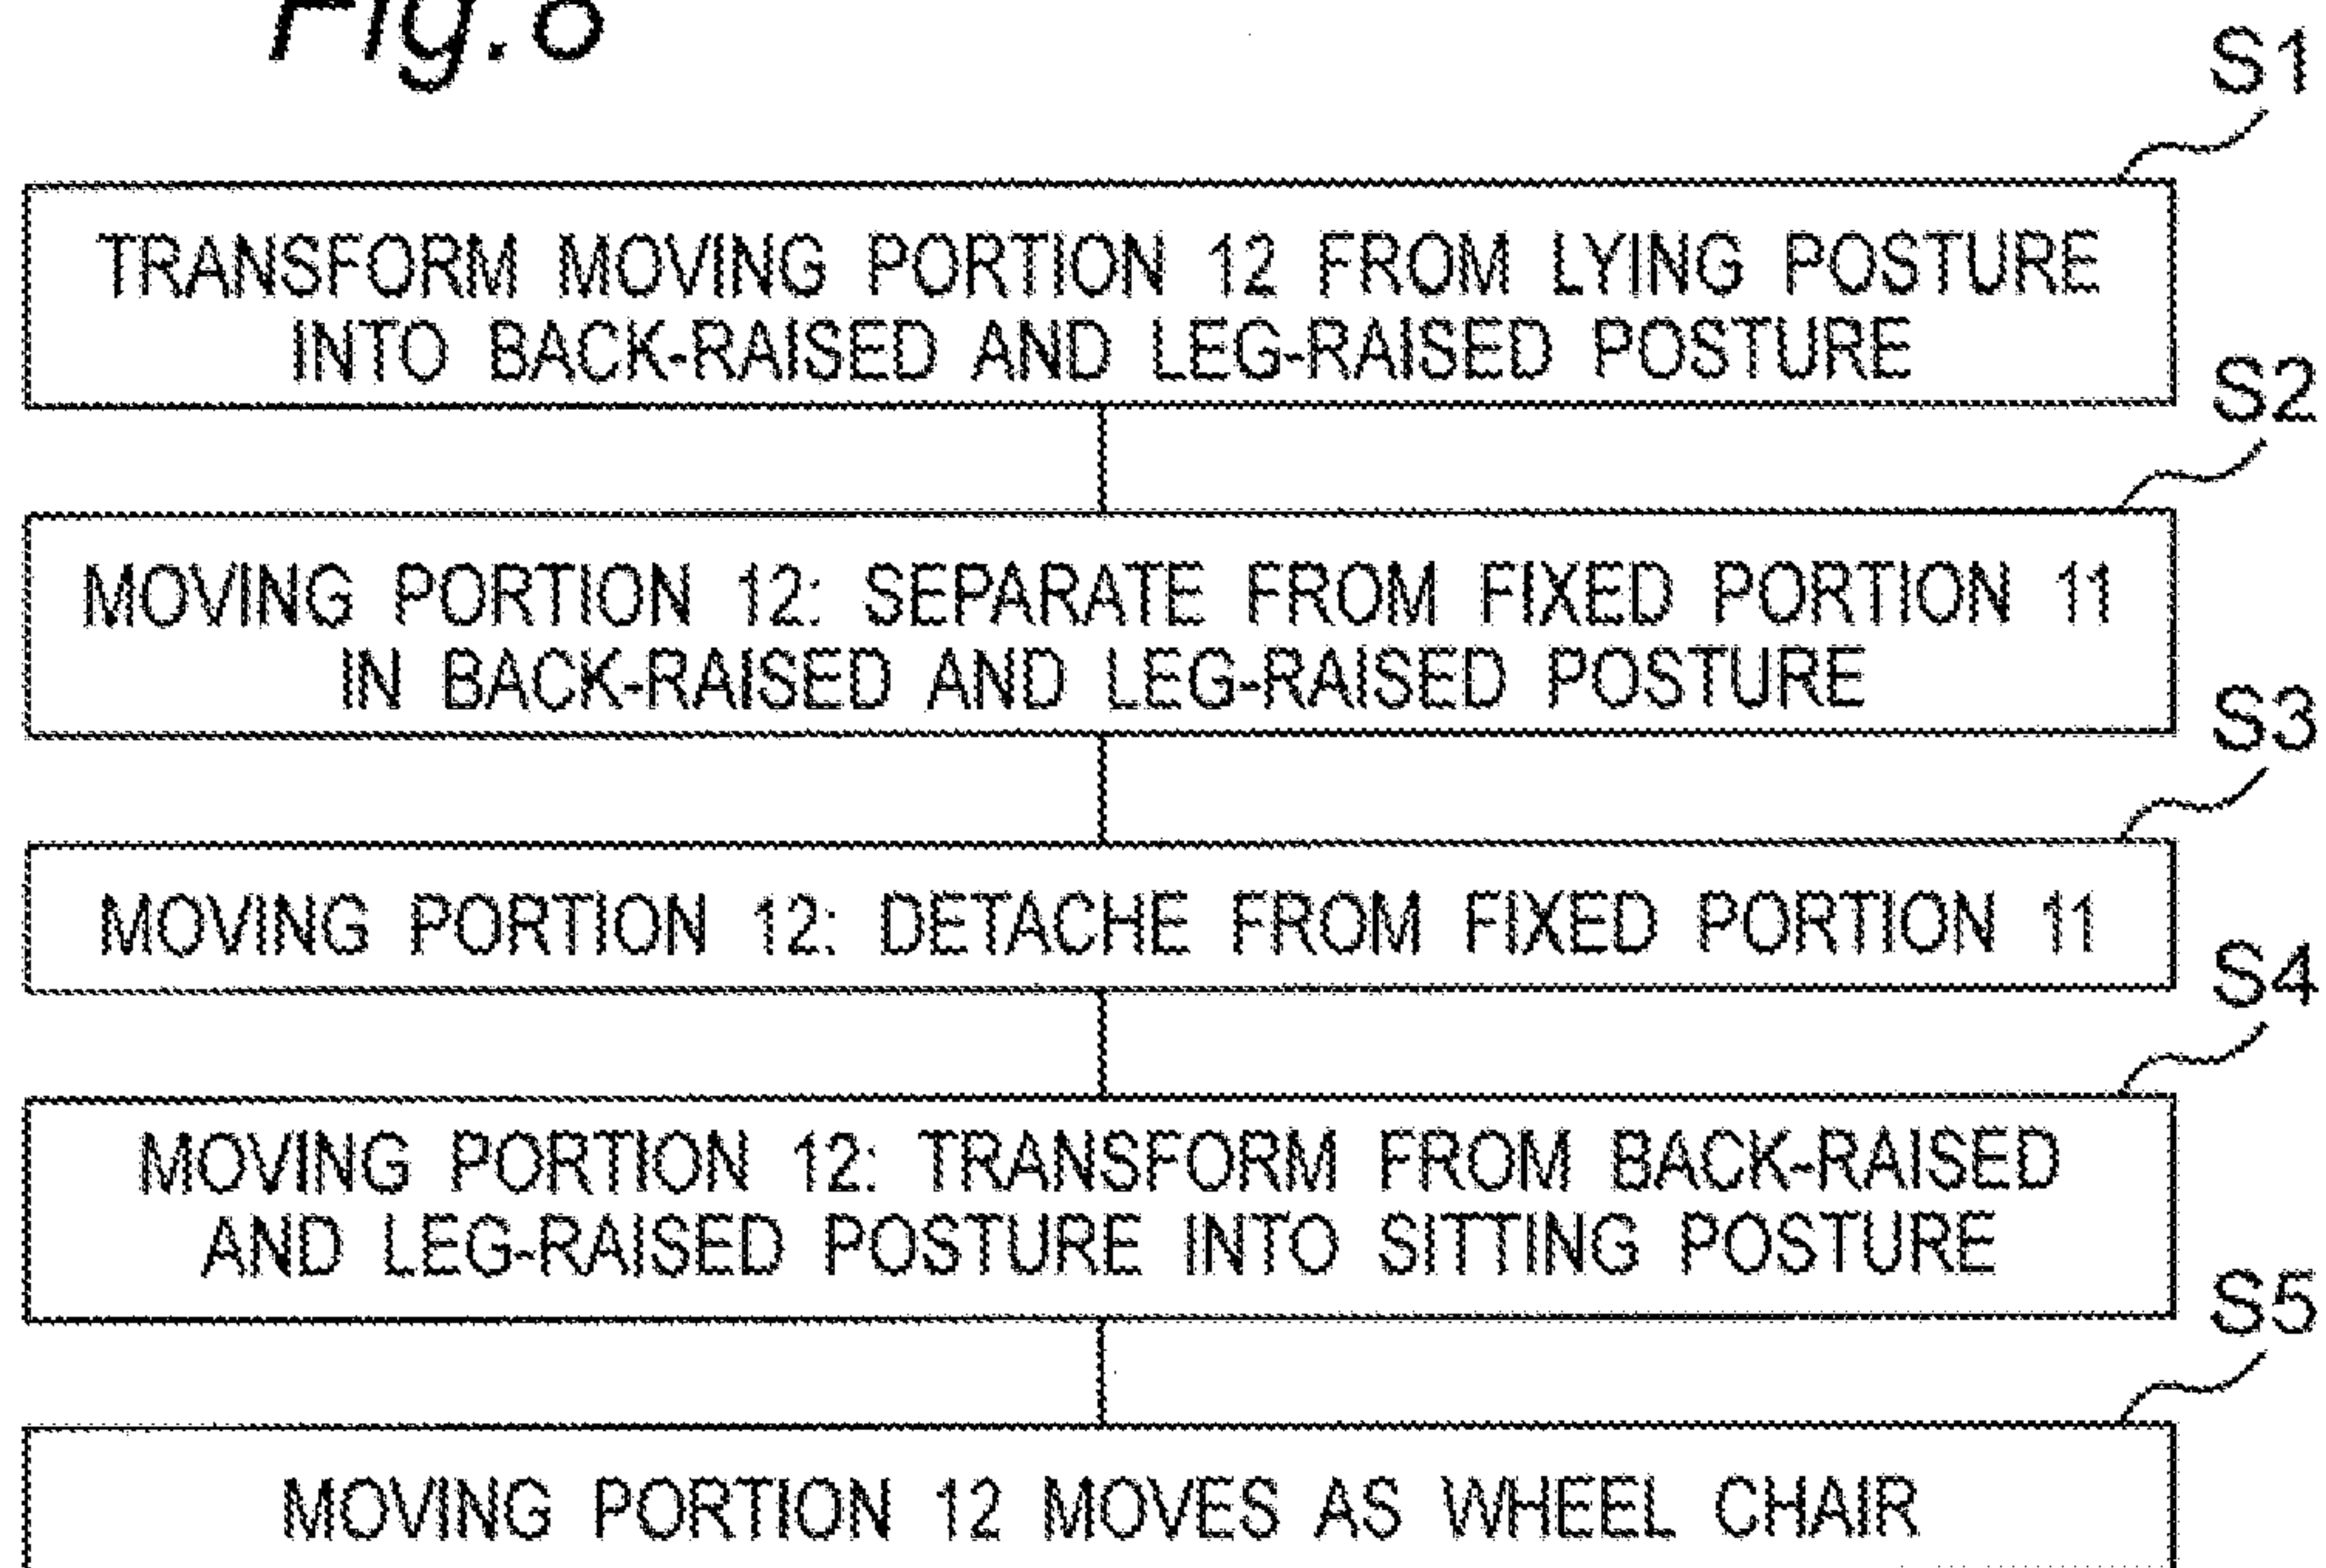 Fig.8
S1
TRANSFORM MOVING PORTION 12 FROM LYING POSTURE
INTO BACK-RAISED AND LEG-RAISED POSTURE
S2
MOVING PORTION 12: SEPARATE FROM FIXED PORTION 11
IN BACK-RAISED AND LEG-RAISED POSTURE
S3
MOVING PORTION 12: DETACHE FROM FIXED PORTION 11
S4
MOVING PORTION 12: TRANSFORM FROM BACK-RAISED
AND LEG-RAISED POSTURE INTO SITTING POSTURE
S5
MOVING PORTION 12 MOVES AS WHEEL CHAIR